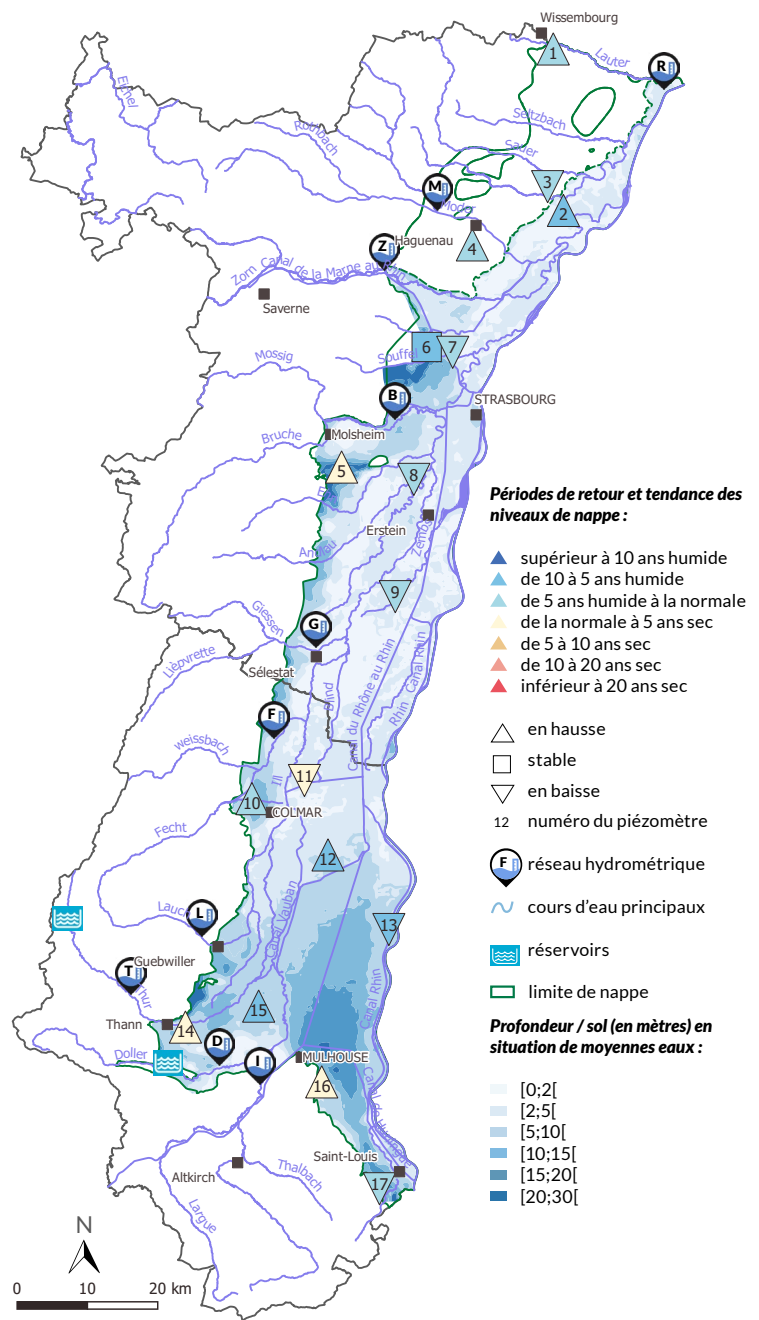 Wissembourg
1
Lauter
R
Eichel
Seltzbach
Rothbach
Sauer
M
3
Moder
2
Haguenau
4
Z
Zorn
Canal de la Marne au Rhin
Saverne
6
7
Souffel
Mossig
B
STRASBOURG
Bruche
Molsheim
5
8
Erstein
Andlau
Zembs
9
Giessen
G
Lièpvrette
Sélestat
Blind
Canal du Rhône au Rhin
Rhin Canal Rhin
F
weissbach
Ill
11
10
COLMAR
Fecht
12
Lauch
L
Canal Vauban
13
Guebwiller
T
Thur
Canal Rhin
15
Thann
14
D
Doller
I
MULHOUSE
16
Canal de Huningue
Saint-Louis
Altkirch
Thalbach
17
Largue
N
0 10 20 km
Périodes de retour et tendance des
niveaux de nappe :
supérieur à 10 ans humide
de 10 à 5 ans humide
de 5 ans humide à la normale
de la normale à 5 ans sec
de 5 à 10 ans sec
de 10 à 20 ans sec
inférieur à 20 ans sec
en hausse
stable
en baisse
12 numéro du piézomètre
F réseau hydrométrique
cours d'eau principaux
réservoirs
limite de nappe
Profondeur / sol (en mètres) en
situation de moyennes eaux :
[0;2[
[2;5[
[5;10[
[10;15[
[15;20[
[20;30[